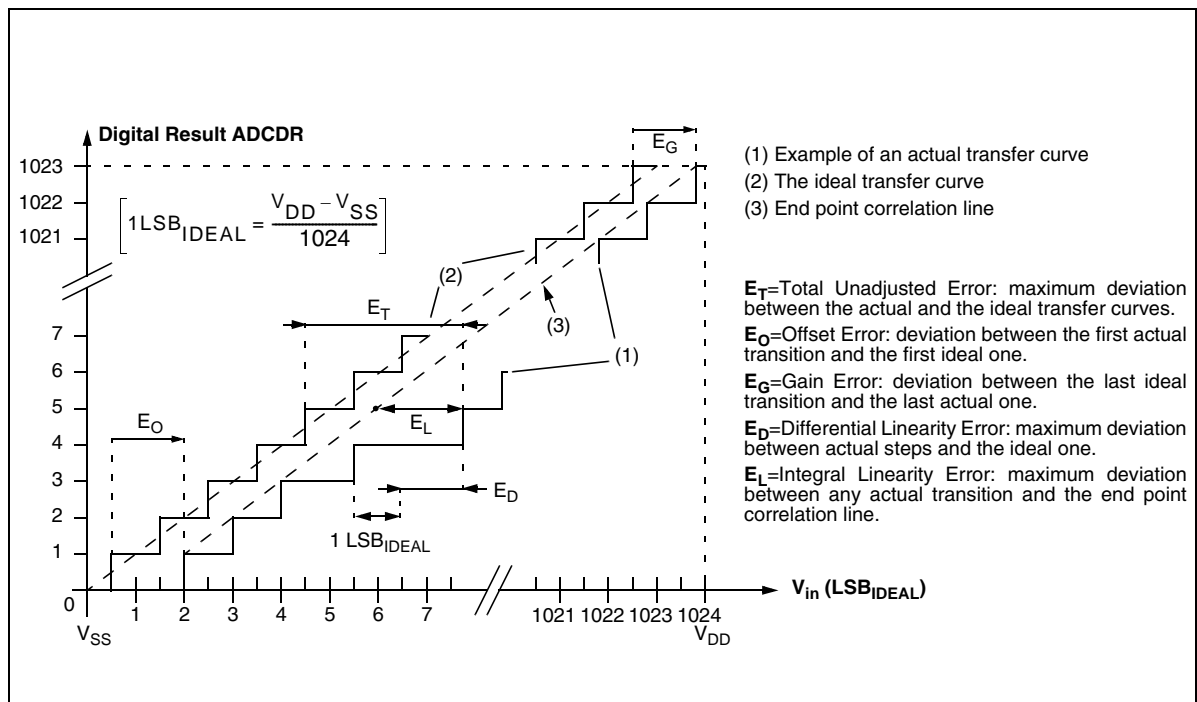 Digital Result ADCDR
E_G
1023
1022
1021
[1LSB_IDEAL = (V_DD – V_SS) / 1024]
(2)
E_T
(3)
(1)
7
6
5
4
3
2
1
0
E_O
E_L
E_D
1 LSB_IDEAL
1 2 3 4 5 6 7 1021 1022 1023 1024
V_in (LSB_IDEAL)
V_SS
V_DD
(1) Example of an actual transfer curve
(2) The ideal transfer curve
(3) End point correlation line
E_T=Total Unadjusted Error: maximum deviation
between the actual and the ideal transfer curves.
E_O=Offset Error: deviation between the first actual
transition and the first ideal one.
E_G=Gain Error: deviation between the last ideal
transition and the last actual one.
E_D=Differential Linearity Error: maximum deviation
between actual steps and the ideal one.
E_L=Integral Linearity Error: maximum deviation
between any actual transition and the end point
correlation line.